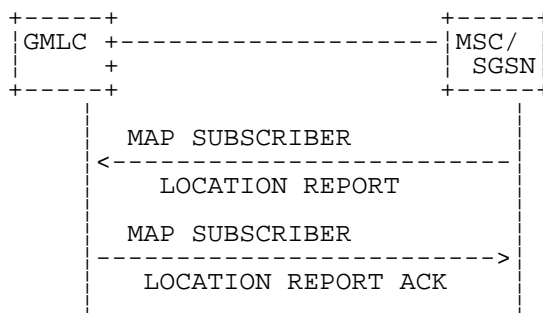 GMLC MSC/
SGSN
MAP SUBSCRIBER
LOCATION REPORT
MAP SUBSCRIBER
LOCATION REPORT ACK